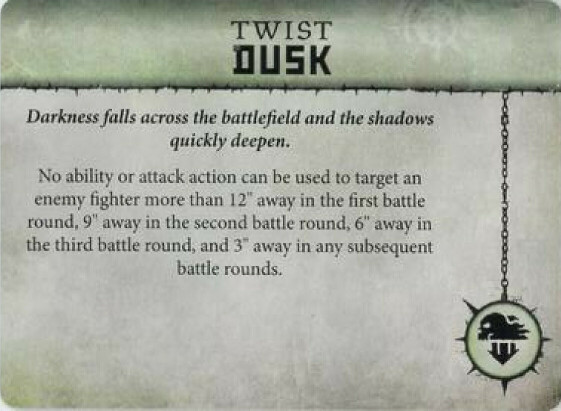 TWIST
DUSK
Darkness falls across the battlefield and the shadows
quickly deepen.
No ability or attack action can be used to target an
enemy fighter more than 12" away in the first battle
round, 9" away in the second battle round, 6" away in
the third battle round, and 3" away in any subsequent
battle rounds.